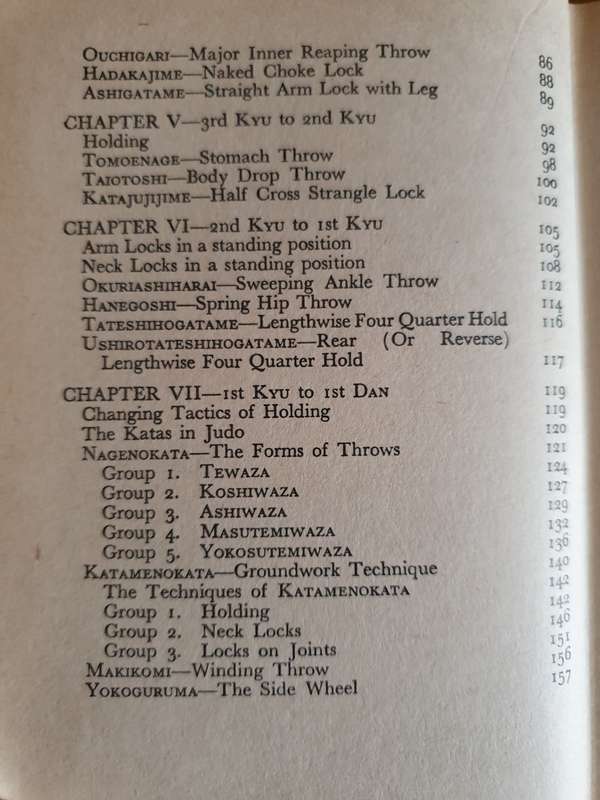 OUCHIGARI—Major Inner Reaping Throw 86
HADAKAJIME—Naked Choke Lock 88
ASHIGATAME—Straight Arm Lock with Leg 89
CHAPTER V—3RD KYU TO 2ND KYU 92
Holding 92
TOMOENAGE—Stomach Throw 98
TAIOTOSHI—Body Drop Throw 100
KATAJUJIJIME—Half Cross Strangle Lock 102
CHAPTER VI—2ND KYU TO 1ST KYU 105
Arm Locks in a standing position 105
Neck Locks in a standing position 108
OKURIASHIHARAI—Sweeping Ankle Throw 112
HANEGOSHI—Spring Hip Throw 114
TATESHIHOGATAME—Lengthwise Four Quarter Hold 116
USHIROTATESHIHOGATAME—Rear (Or Reverse)
Lengthwise Four Quarter Hold 117
CHAPTER VII—1ST KYU TO 1ST DAN 119
Changing Tactics of Holding 119
The Katas in Judo 120
NAGENOKATA—The Forms of Throws 121
Group 1. TEWAZA 124
Group 2. KOSHIWAZA 127
Group 3. ASHIWAZA 129
Group 4. MASUTEMIWAZA 132
Group 5. YOKOSUTEMIWAZA 136
KATAMENOKATA—Groundwork Technique 140
The Techniques of KATAMENOKATA 142
Group 1. Holding 142
Group 2. Neck Locks 146
Group 3. Locks on Joints 151
MAKIKOMI—Winding Throw 156
YOKOGURUMA—The Side Wheel 157